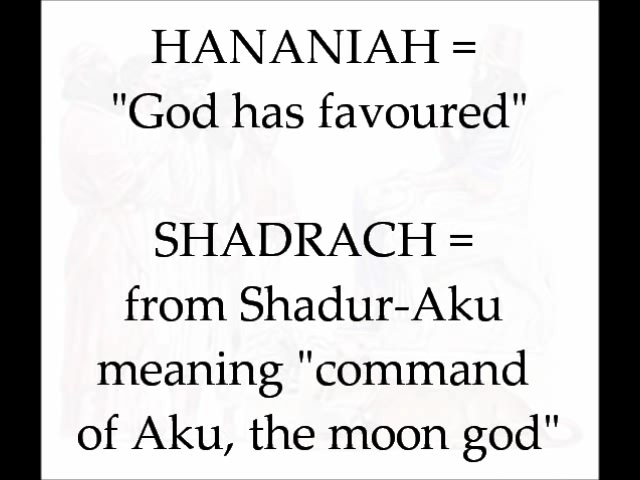 HANANIAH =
"God has favoured"
SHADRACH =
from Shadur-Aku
meaning "command
of Aku, the moon god"